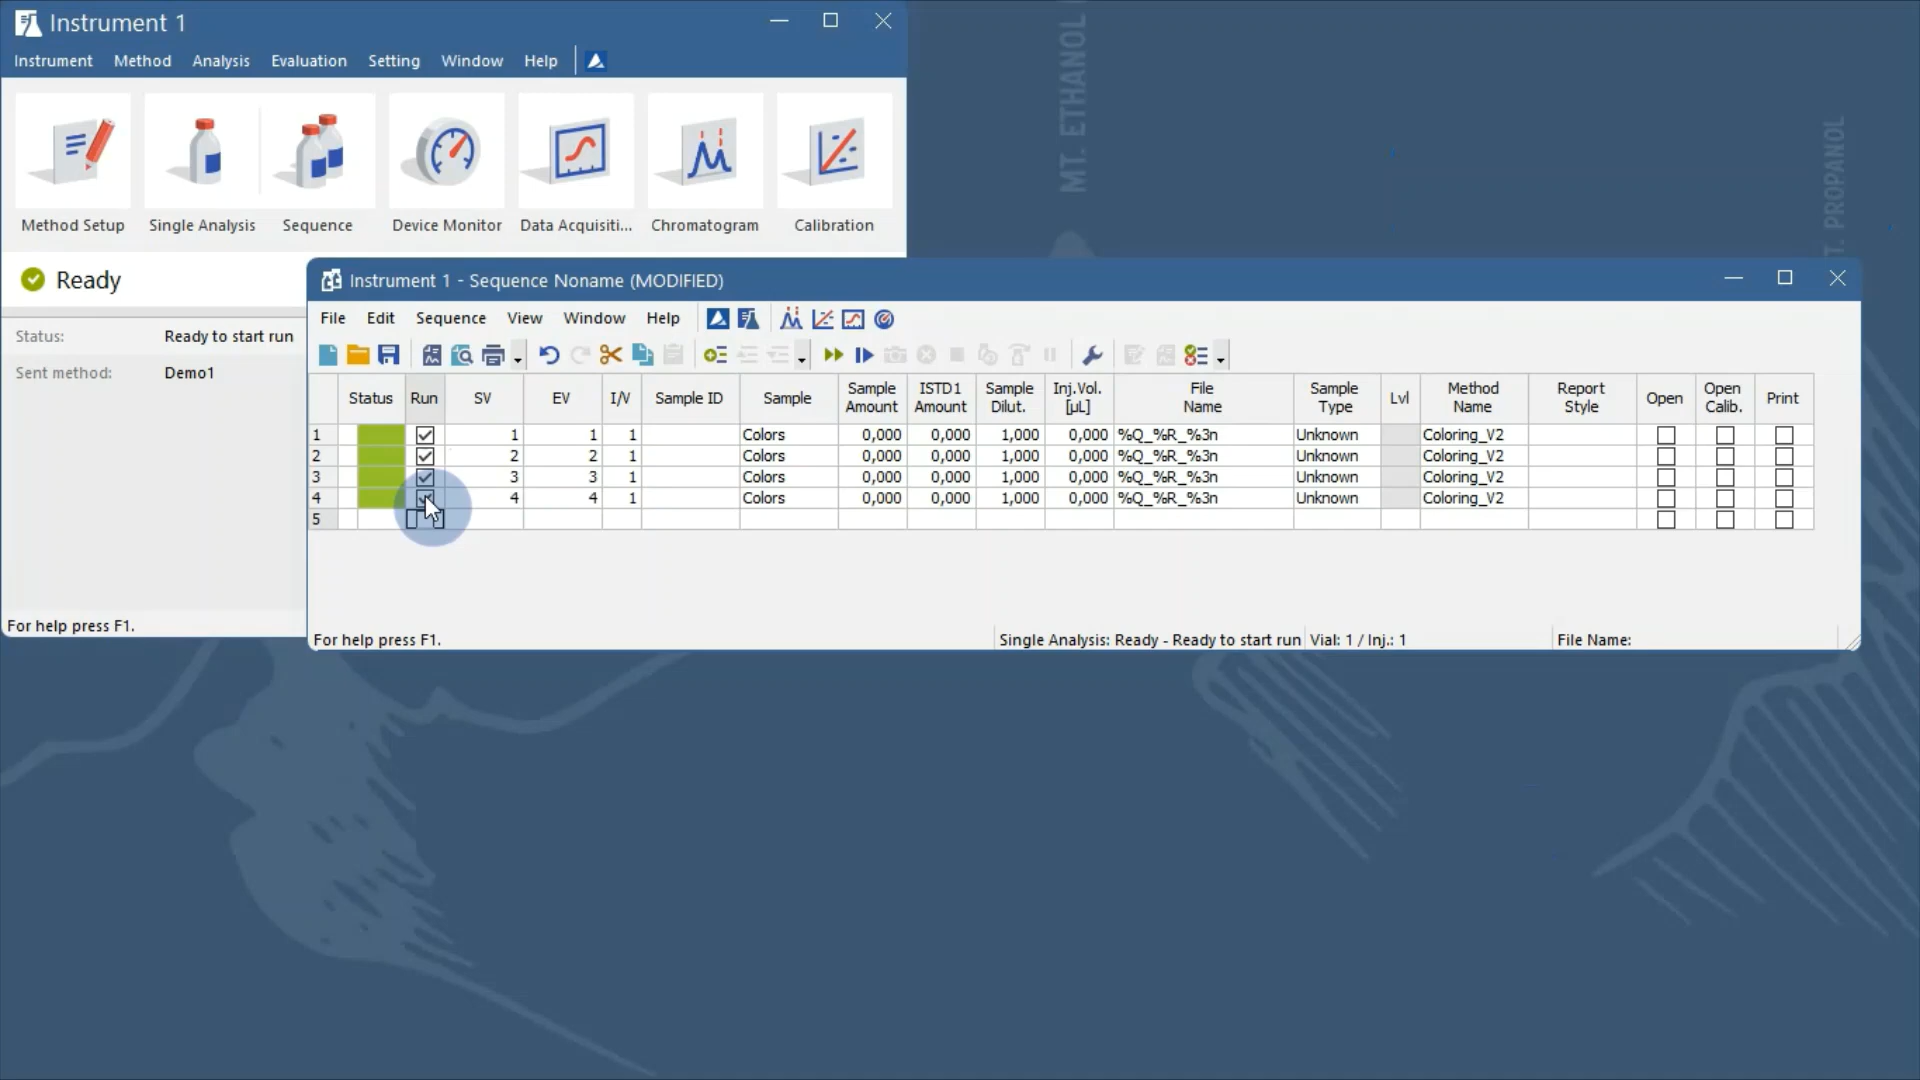 Instrument 1
Instrument Method Analysis Evaluation Setting Window Help
Method Setup Single Analysis Sequence Device Monitor Data Acquisiti... Chromatogram Calibration
Ready
Status: Ready to start run
Sent method: Demo1
For help press F1.
MT. ETHANOL
T. PROPANOL
Instrument 1 - Sequence Noname (MODIFIED)
File Edit Sequence View Window Help
Status Run SV EV I/V Sample ID Sample Sample Amount ISTD1 Amount Sample Dilut. Inj.Vol. [µL] File Name Sample Type Lvl Method Name Report Style Open Open Calib. Print
1 1 1 1 Colors 0,000 0,000 1,000 0,000 %Q_%R_%3n Unknown Coloring_V2
2 2 2 1 Colors 0,000 0,000 1,000 0,000 %Q_%R_%3n Unknown Coloring_V2
3 3 3 1 Colors 0,000 0,000 1,000 0,000 %Q_%R_%3n Unknown Coloring_V2
4 4 4 1 Colors 0,000 0,000 1,000 0,000 %Q_%R_%3n Unknown Coloring_V2
5
For help press F1. Single Analysis: Ready - Ready to start run Vial: 1 / Inj.: 1 File Name: